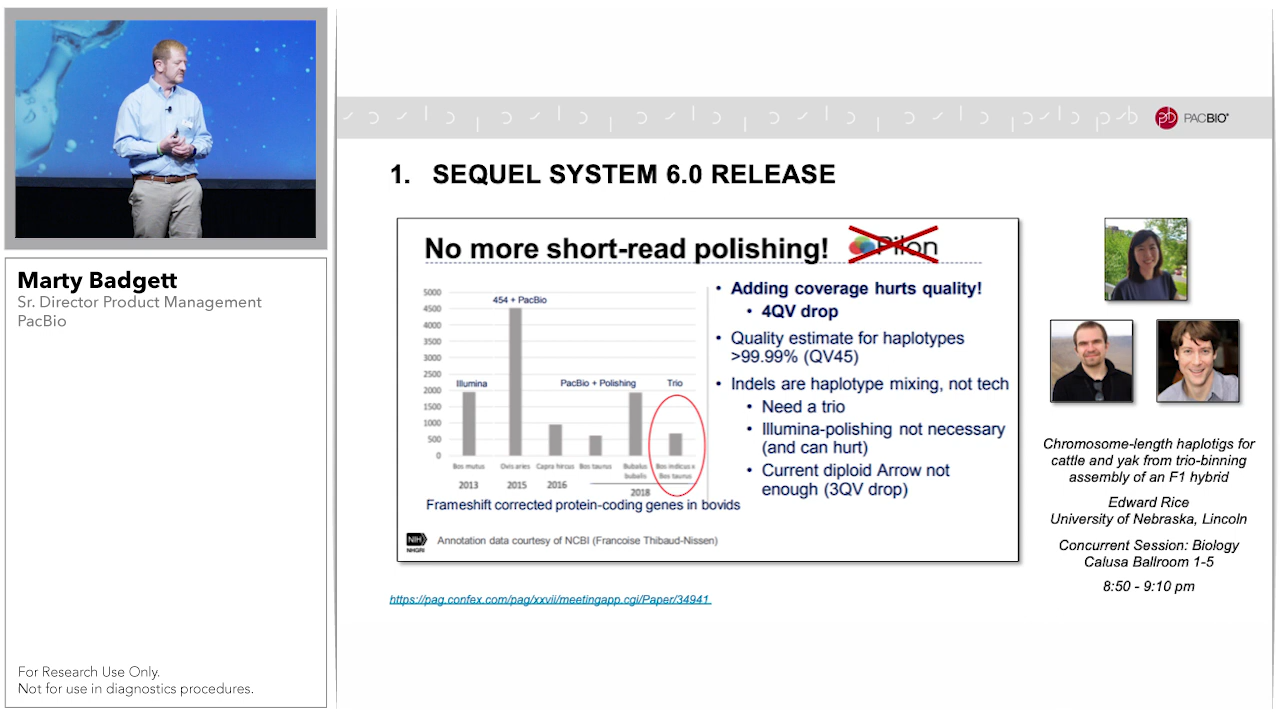 Marty Badgett
Sr. Director Product Management
PacBio
For Research Use Only.
Not for use in diagnostics procedures.
PACBIO®
1. SEQUEL SYSTEM 6.0 RELEASE
No more short-read polishing!
Pilon
5000
4500
4000
3500
3000
2500
2000
1500
1000
500
0
454 + PacBio
Illumina
PacBio + Polishing
Trio
Bos mutus
Ovis aries
Capra hircus
Bos taurus
Bubalus
bubalis
Bos indicus x
Bos taurus
2013
2015
2016
2018
Frameshift corrected protein-coding genes in bovids
• Adding coverage hurts quality!
• 4QV drop
• Quality estimate for haplotypes
>99.99% (QV45)
• Indels are haplotype mixing, not tech
• Need a trio
• Illumina-polishing not necessary
(and can hurt)
• Current diploid Arrow not
enough (3QV drop)
NIH
NHGRI
Annotation data courtesy of NCBI (Francoise Thibaud-Nissen)
https://pag.confex.com/pag/xxvii/meetingapp.cgi/Paper/34941
Chromosome-length haplotigs for
cattle and yak from trio-binning
assembly of an F1 hybrid
Edward Rice
University of Nebraska, Lincoln
Concurrent Session: Biology
Calusa Ballroom 1-5
8:50 - 9:10 pm